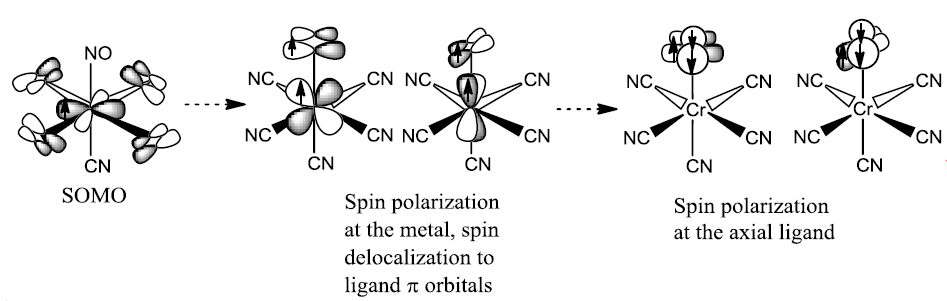 NO
CN
SOMO
NC
CN
NC
CN
CN
NC
CN
NC
CN
CN
Spin polarization
at the metal, spin
delocalization to
ligand π orbitals
NC
CN
Cr
NC
CN
CN
NC
CN
Cr
NC
CN
CN
Spin polarization
at the axial ligand